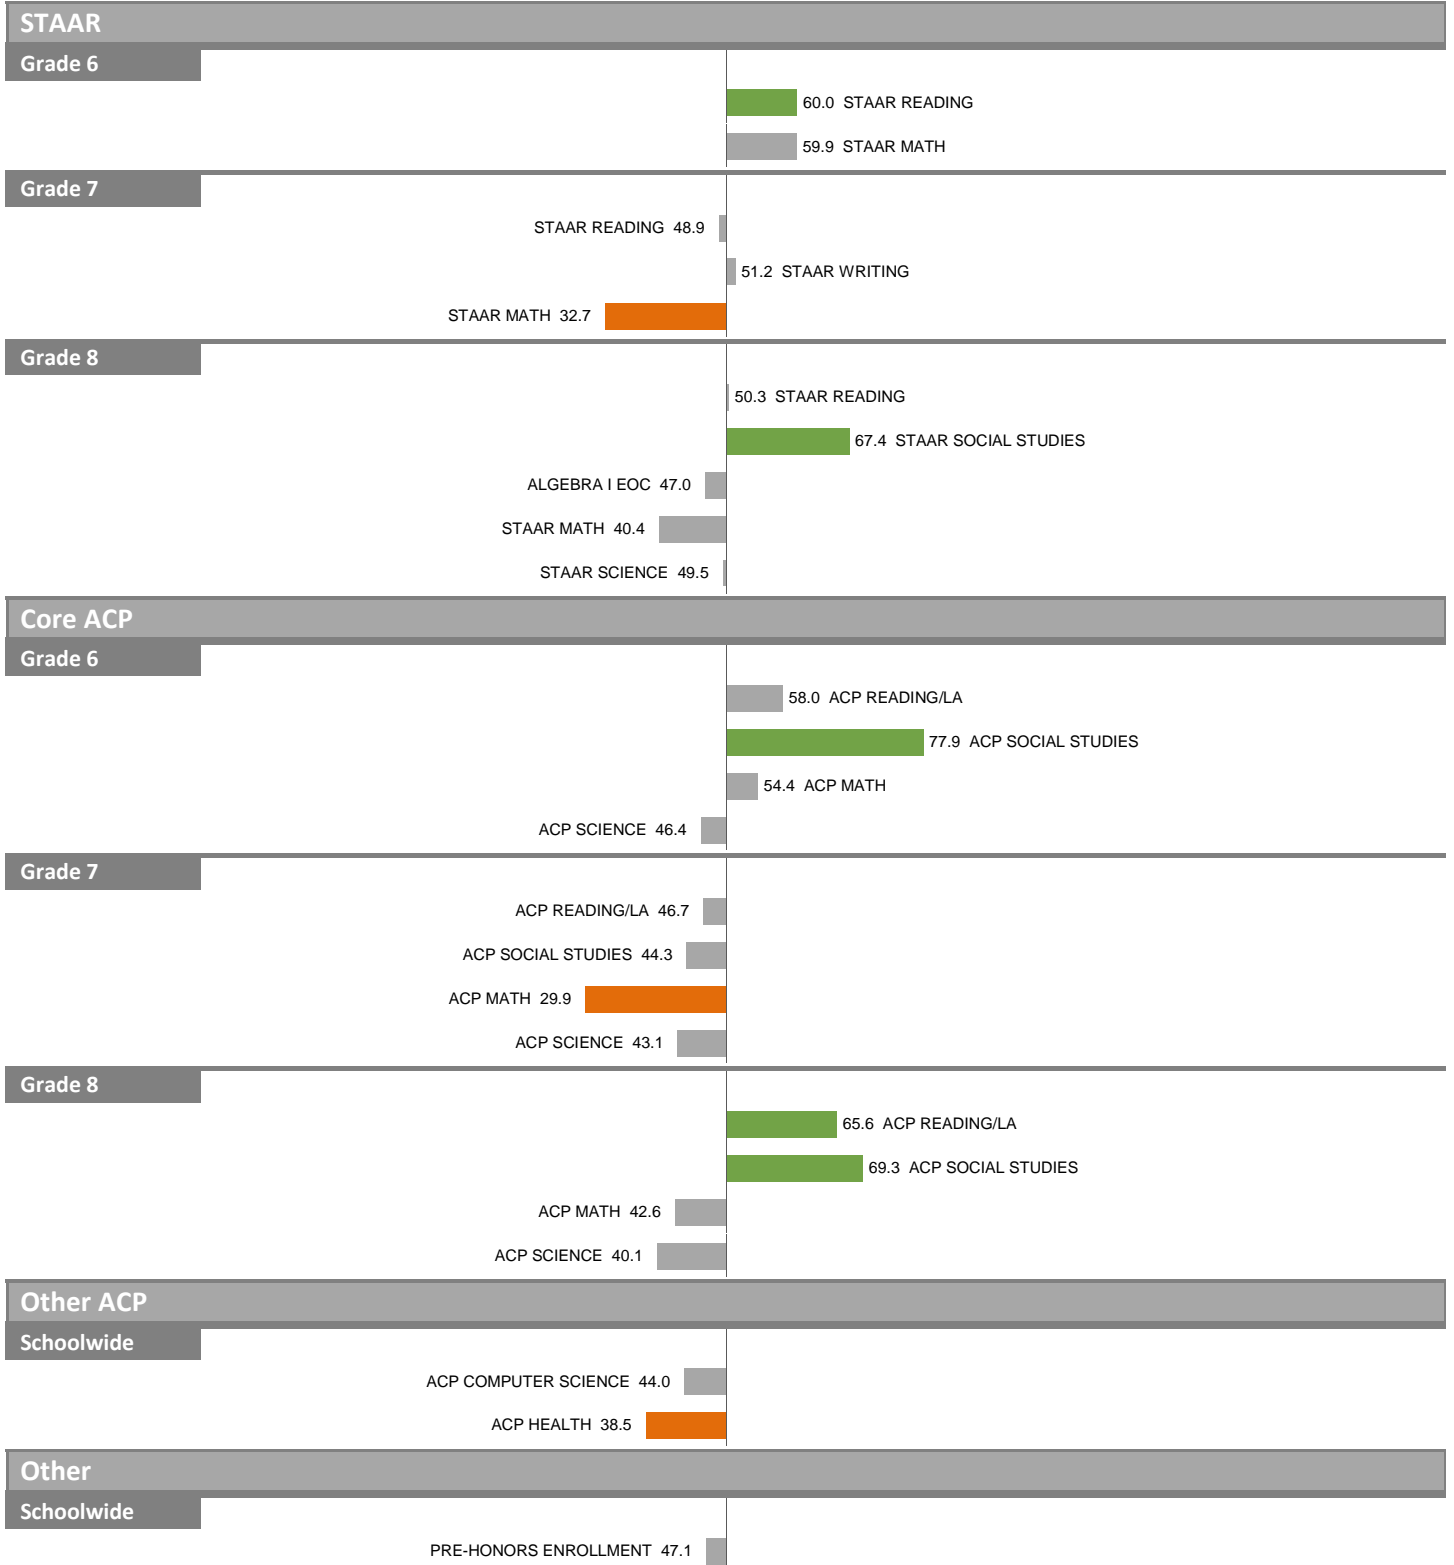 STAAR
Grade 6
60.0 STAAR READING
59.9 STAAR MATH
Grade 7
STAAR READING 48.9
51.2 STAAR WRITING
STAAR MATH 32.7
Grade 8
50.3 STAAR READING
67.4 STAAR SOCIAL STUDIES
ALGEBRA I EOC 47.0
STAAR MATH 40.4
STAAR SCIENCE 49.5
Core ACP
Grade 6
58.0 ACP READING/LA
77.9 ACP SOCIAL STUDIES
54.4 ACP MATH
ACP SCIENCE 46.4
Grade 7
ACP READING/LA 46.7
ACP SOCIAL STUDIES 44.3
ACP MATH 29.9
ACP SCIENCE 43.1
Grade 8
65.6 ACP READING/LA
69.3 ACP SOCIAL STUDIES
ACP MATH 42.6
ACP SCIENCE 40.1
Other ACP
Schoolwide
ACP COMPUTER SCIENCE 44.0
ACP HEALTH 38.5
Other
Schoolwide
PRE-HONORS ENROLLMENT 47.1